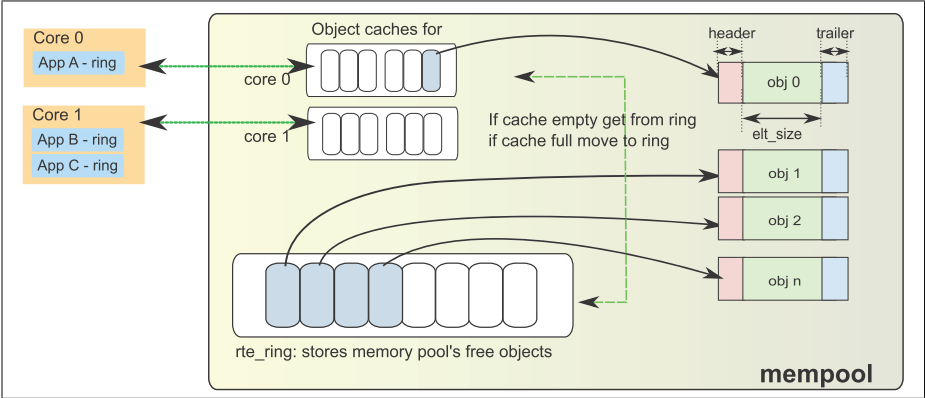 Object caches for
Core 0
App A - ring
core 0
Core 1
App B - ring
App C - ring
core 1
header
trailer
obj 0
elt_size
If cache empty get from ring
if cache full move to ring
obj 1
obj 2
obj n
rte_ring: stores memory pool's free objects
mempool